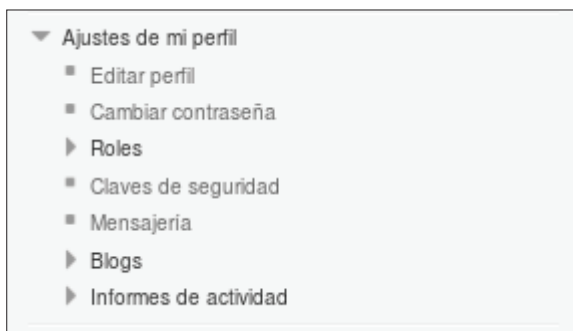 Ajustes de mi perfil
Editar perfil
Cambiar contraseña
Roles
Claves de seguridad
Mensajería
Blogs
Informes de actividad